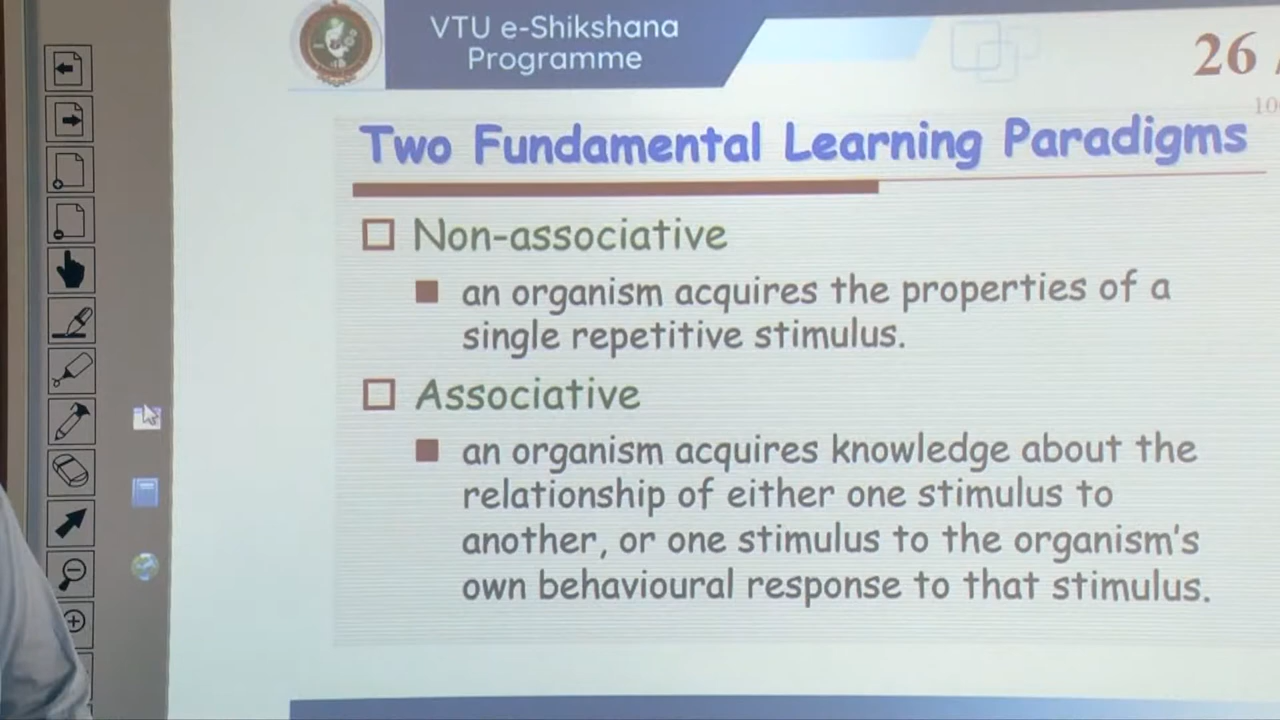 VTU e-Shikshana
Programme
26
10
Two Fundamental Learning Paradigms
Non-associative
an organism acquires the properties of a
single repetitive stimulus.
Associative
an organism acquires knowledge about the
relationship of either one stimulus to
another, or one stimulus to the organism's
own behavioural response to that stimulus.